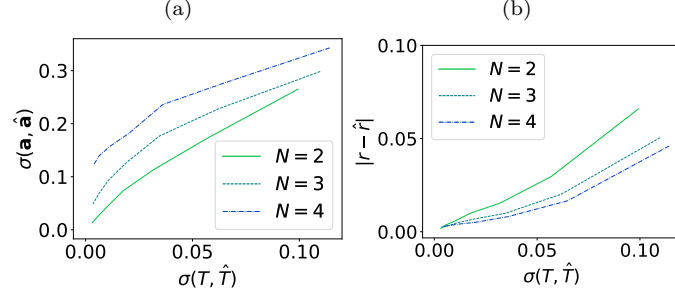 (a)
0.3
0.2
0.1
0.0
σ(a, â)
N = 2
N = 3
N = 4
0.00
0.05
0.10
σ(T, T̂)
(b)
0.10
0.05
0.00
|r − r̂|
N = 2
N = 3
N = 4
0.00
0.05
0.10
σ(T, T̂)